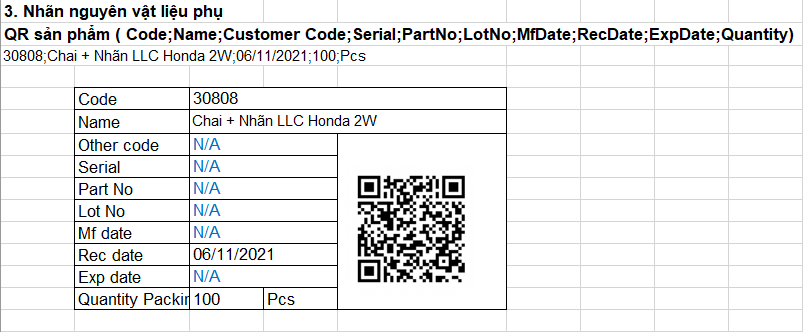 3. Nhãn nguyên vật liệu phụ
QR sản phẩm ( Code;Name;Customer Code;Serial;PartNo;LotNo;MfDate;RecDate;ExpDate;Quantity)
30808;Chai + Nhãn LLC Honda 2W;06/11/2021;100;Pcs
Code 30808
Name Chai + Nhãn LLC Honda 2W
Other code N/A
Serial N/A
Part No N/A
Lot No N/A
Mf date N/A
Rec date 06/11/2021
Exp date N/A
Quantity Packin 100 Pcs